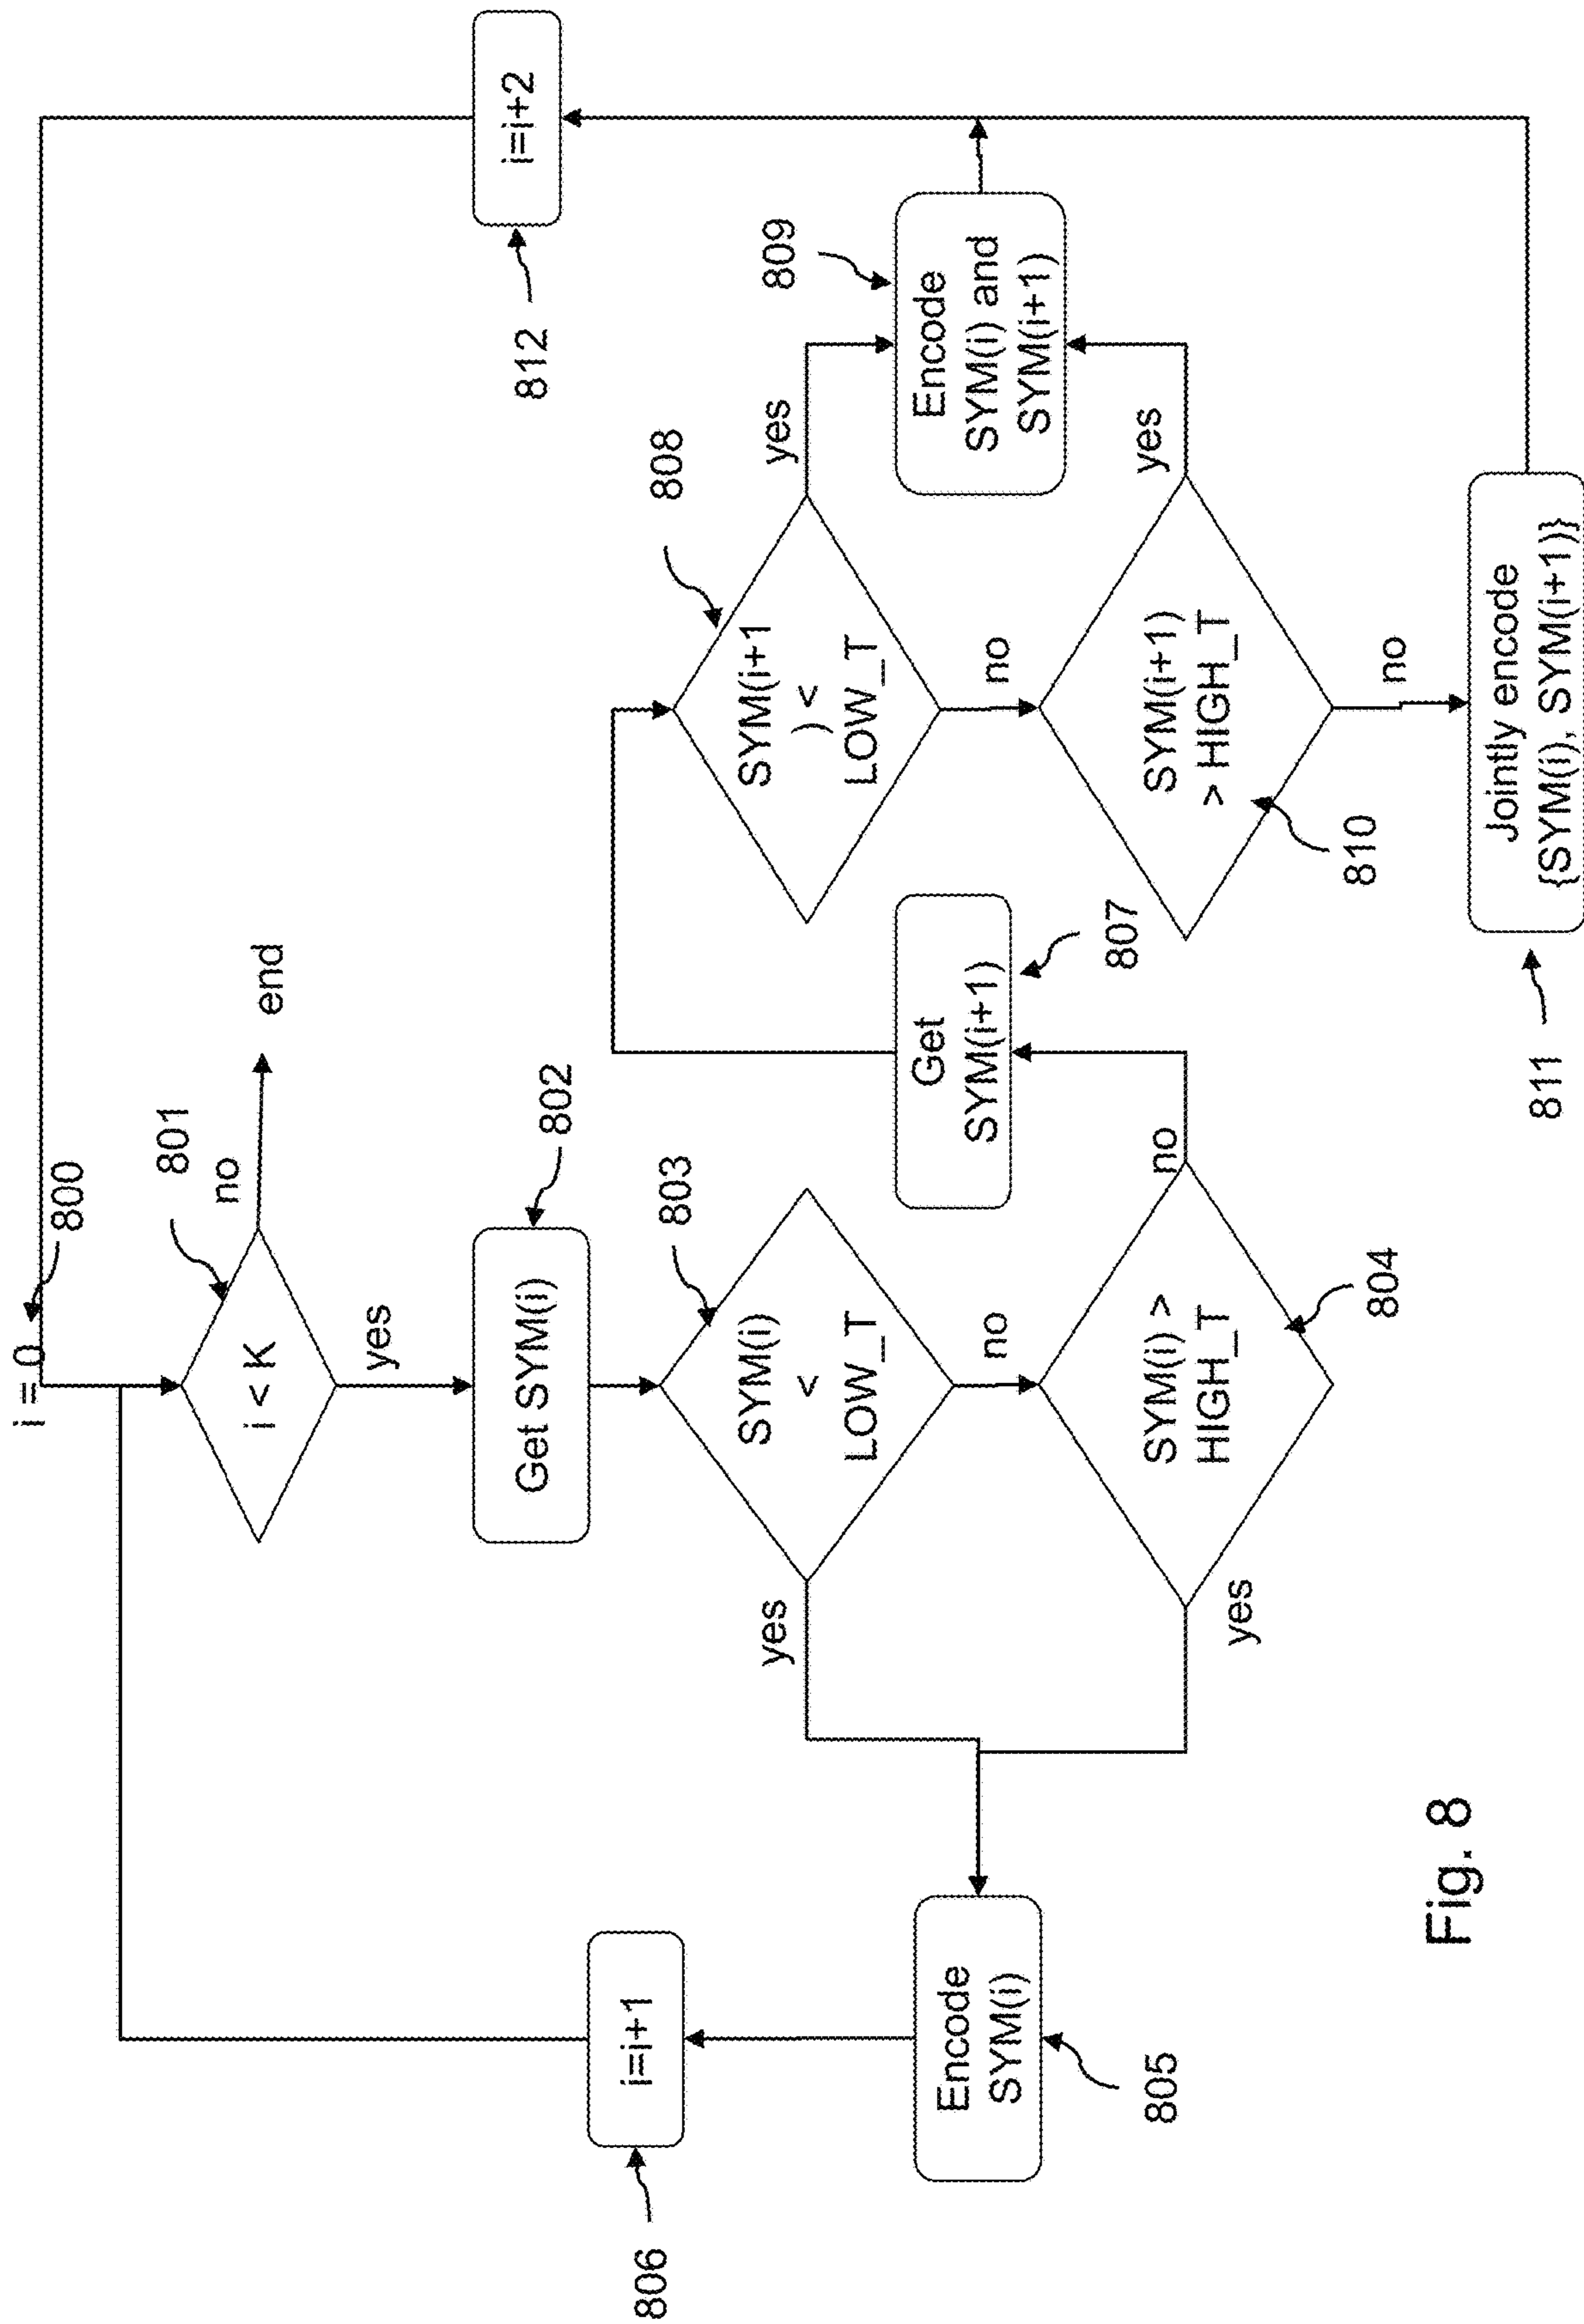 i = 0
800
801
i < K
no
end
yes
Get SYM(i)
802
i=i+2
812
i=i+1
806
SYM(i)
<
LOW_T
803
yes
no
SYM(i+1
) <
LOW_T
808
yes
no
Get
SYM(i+1)
807
Encode
SYM(i) and
SYM(i+1)
809
Encode
SYM(i)
805
SYM(i) >
HIGH_T
804
yes
no
SYM(i+1)
> HIGH_T
810
yes
no
Jointly encode
{SYM(i), SYM(i+1)}
811
Fig. 8